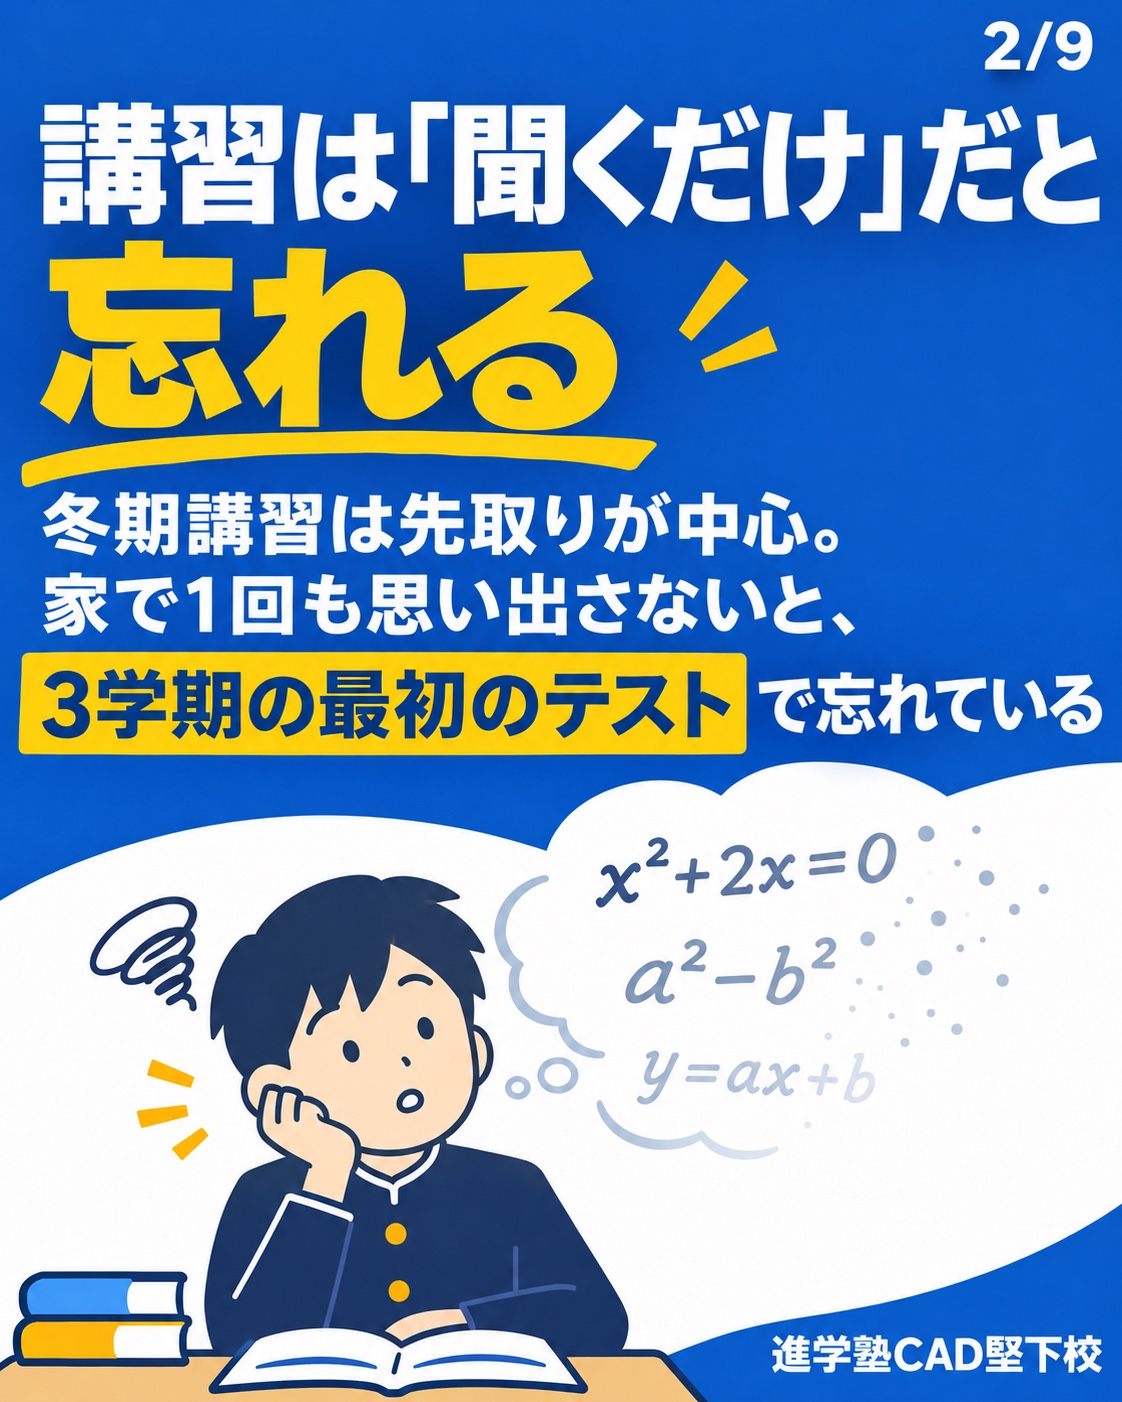 2/9
講習は「聞くだけ」だと
忘れる
冬期講習は先取りが中心。
家で1回も思い出さないと、
3学期の最初のテストで忘れている
x²+2x=0
a²−b²
y=ax+b
進学塾CAD堅下校